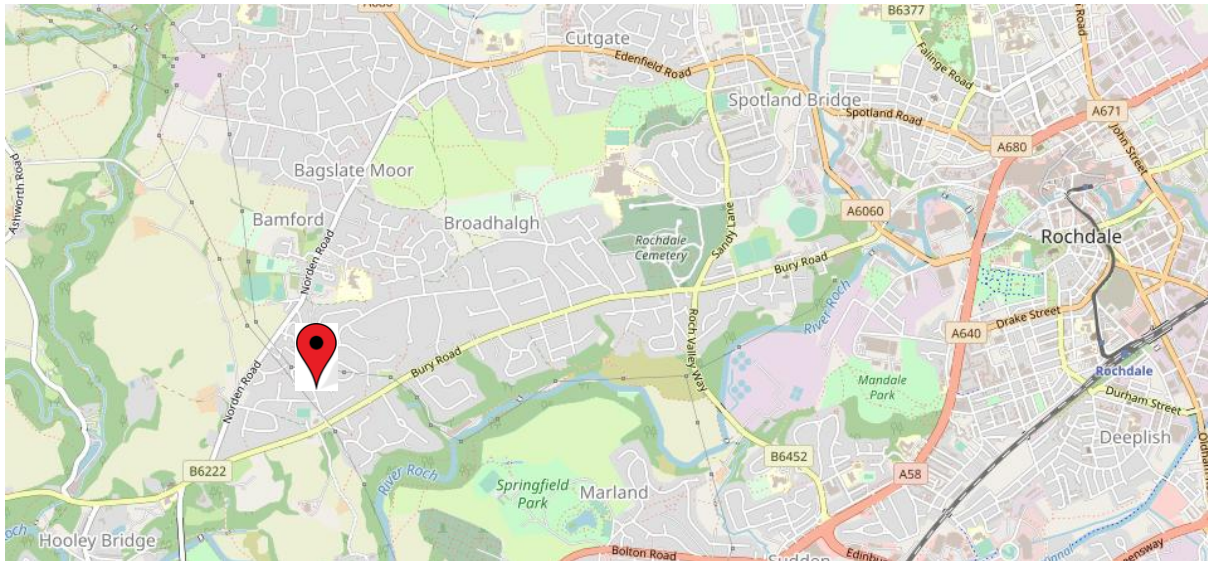 A680
B6377
Cutgate
Falinge Road
Edenfield Road
Spotland Bridge
A671
Spotland Road
John Street
A680
Ashworth Road
Bagslate Moor
Bamford
Broadhalgh
A6060
Rochdale
Cemetery
Sandy Lane
Rochdale
Norden Road
Bury Road
River Roch
Drake Street
A640
Roch Valley Way
Bury Road
Norden Road
Rochdale
Mandale
Park
Durham Street
Deeplish
B6222
River Roch
B6452
A58
Springfield
Park
Marland
Hooley Bridge
Bolton Road
Sudden